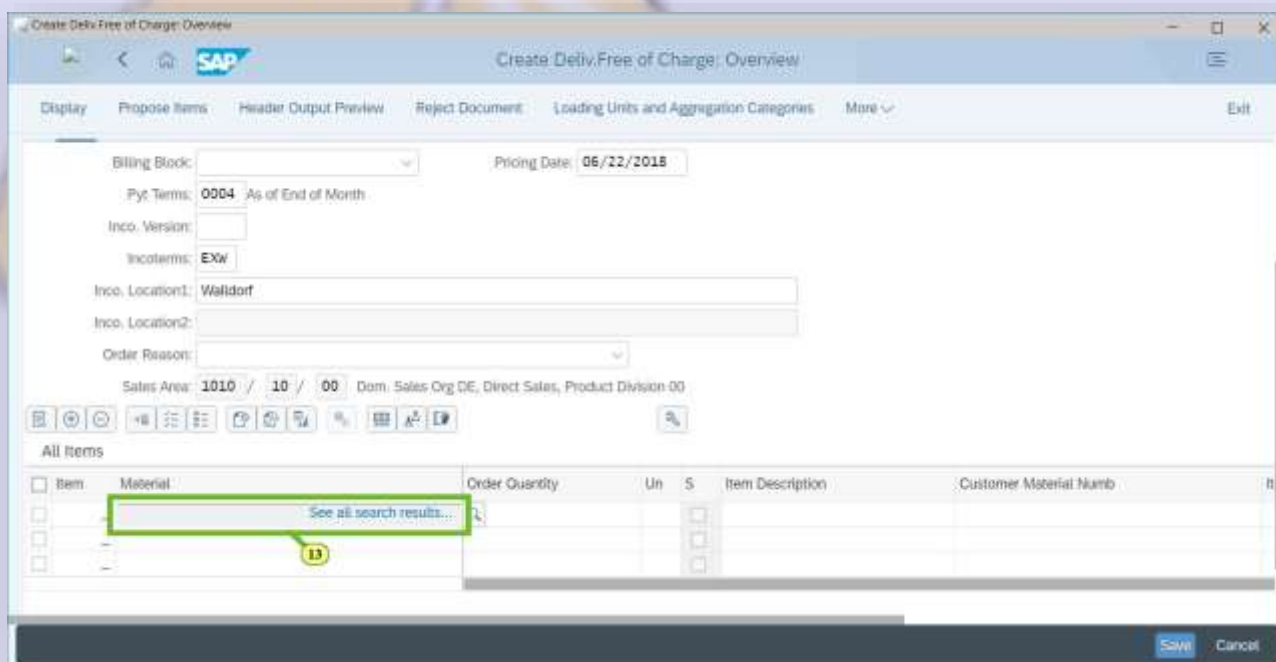 Create Deliv.Free of Charge: Overview
SAP Create Deliv.Free of Charge: Overview
Display Propose Items Header Output Preview Reject Document Loading Units and Aggregation Categories More Exit
Billing Block: Pricing Date: 06/22/2018
Pyt Terms: 0004 As of End of Month
Inco. Version:
Incoterms: EXW
Inco. Location1: Walldorf
Inco. Location2:
Order Reason:
Sales Area: 1010 / 10 / 00 Dom. Sales Org DE, Direct Sales, Product Division 00
All Items
Item Material Order Quantity Un S Item Description Customer Material Numb It
See all search results...
13
Save Cancel